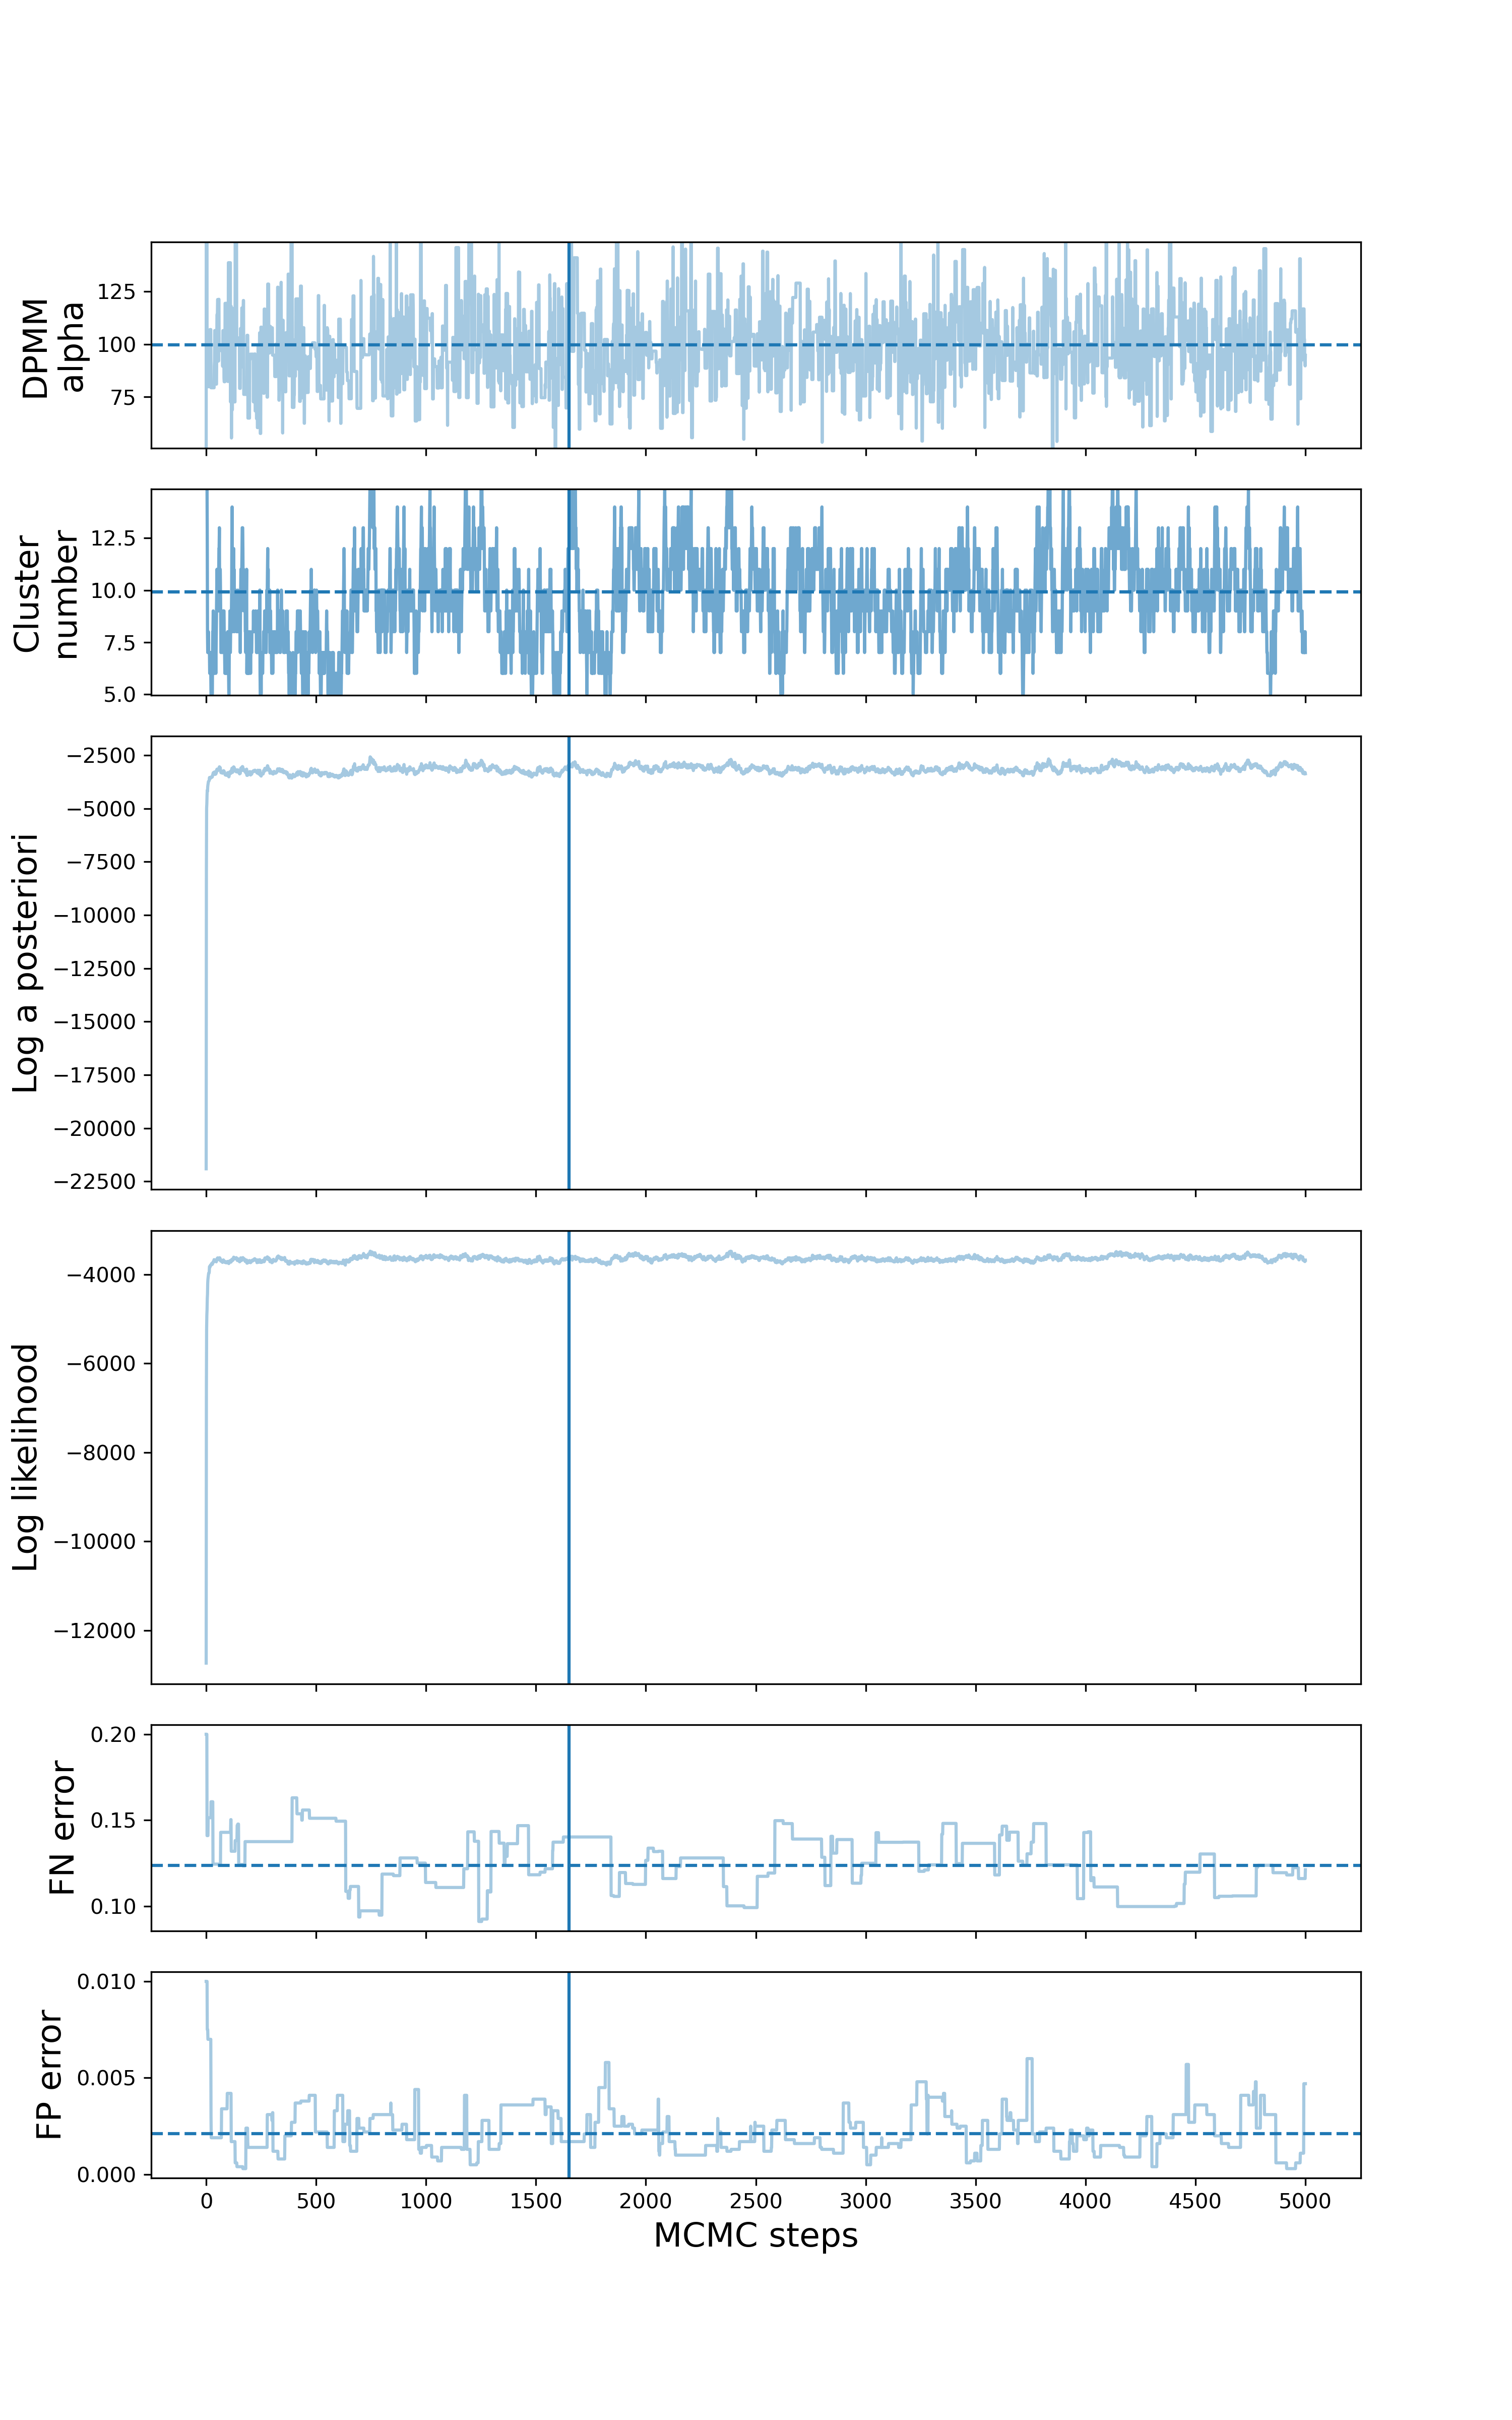 DPMM
alpha
125
100
75
Cluster
number
12.5
10.0
7.5
5.0
Log a posteriori
−2500
−5000
−7500
−10000
−12500
−15000
−17500
−20000
−22500
Log likelihood
−4000
−6000
−8000
−10000
−12000
FN error
0.20
0.15
0.10
FP error
0.010
0.005
0.000
0 500 1000 1500 2000 2500 3000 3500 4000 4500 5000
MCMC steps